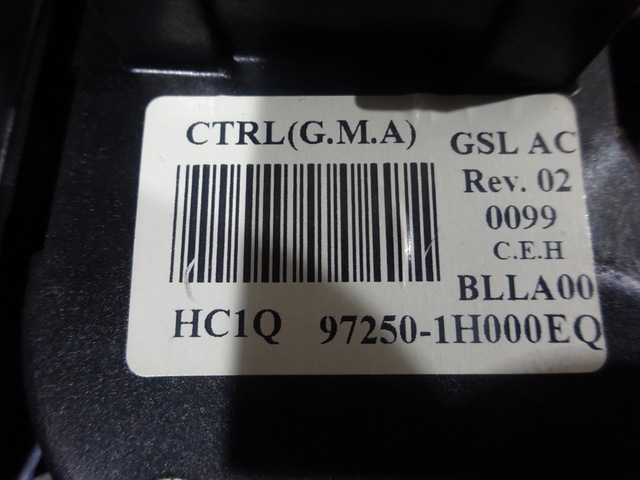 CTRL(G.M.A)
GSL AC
Rev. 02
0099
C.E.H
BLLA00
HC1Q 97250-1H000EQ